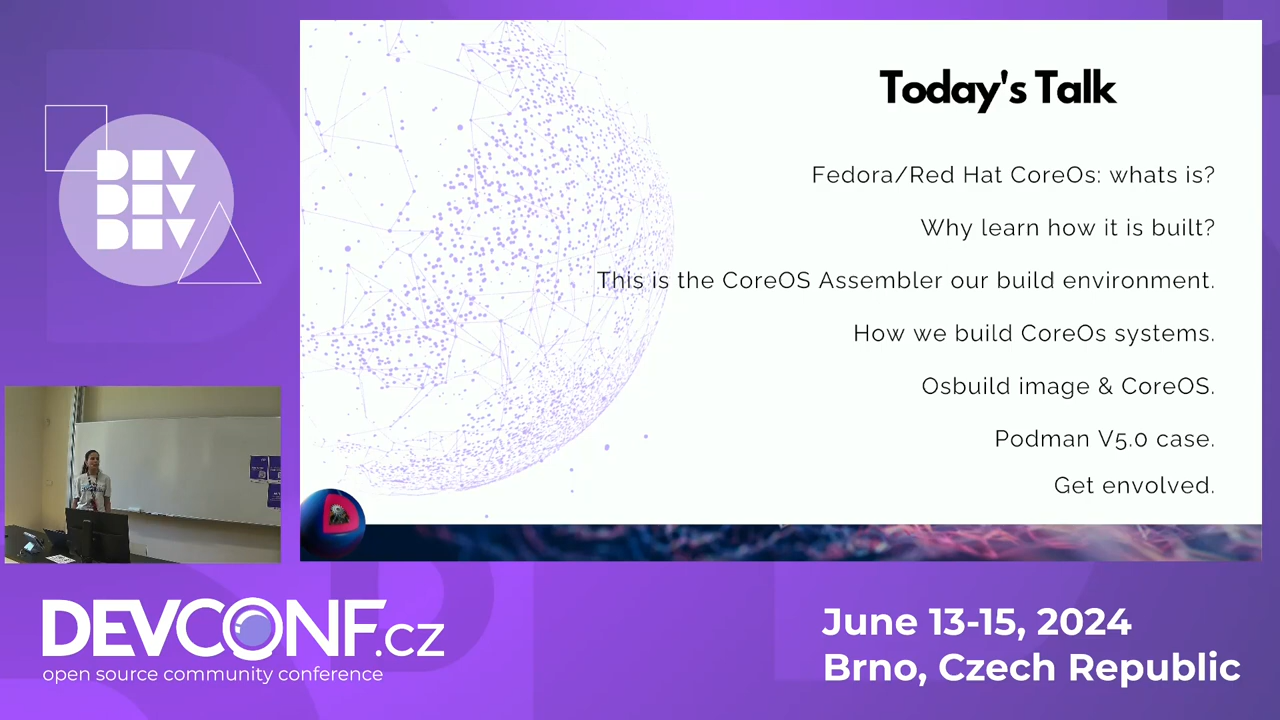 Today's Talk
Fedora/Red Hat CoreOs: whats is?
Why learn how it is built?
This is the CoreOS Assembler our build environment.
How we build CoreOs systems.
Osbuild image & CoreOS.
Podman V5.0 case.
Get envolved.
DEV
DEV
DEV
DEVCONF.cz
open source community conference
June 13-15, 2024
Brno, Czech Republic